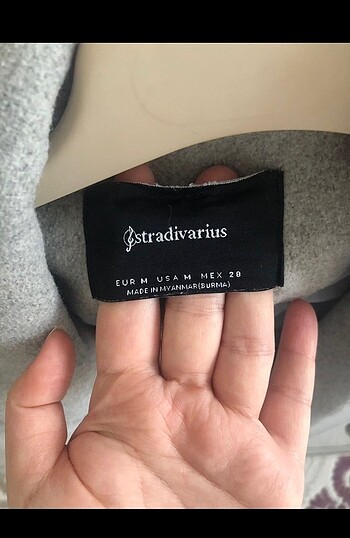 stradivarius
EUR M USA M MEX 28
MADE IN MYANMAR(BURMA)